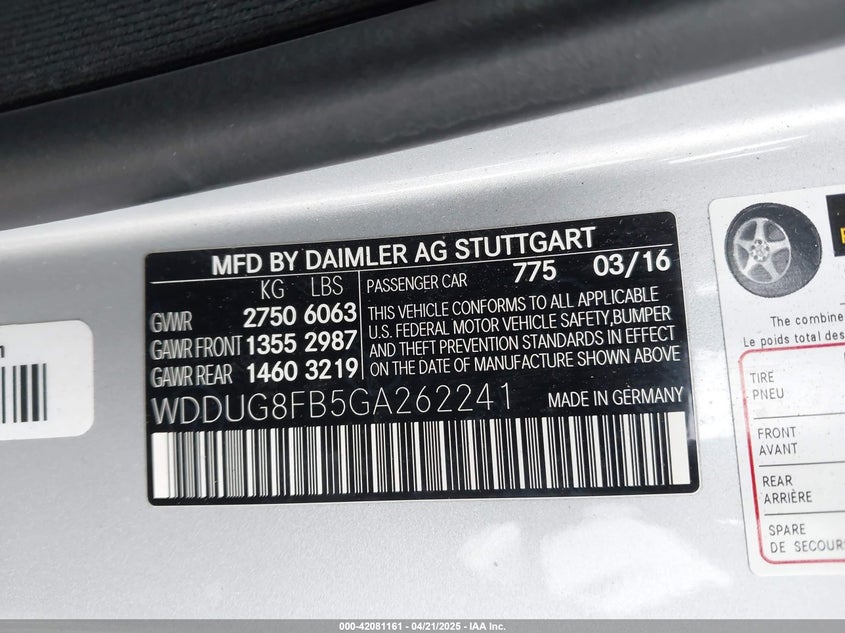 MFD BY DAIMLER AG STUTTGART
KG LBS
GVWR 2750 6063
GAWR FRONT 1355 2987
GAWR REAR 1460 3219
PASSENGER CAR 775 03/16
THIS VEHICLE CONFORMS TO ALL APPLICABLE
U.S. FEDERAL MOTOR VEHICLE SAFETY,BUMPER
AND THEFT PREVENTION STANDARDS IN EFFECT
ON THE DATE OF MANUFACTURE SHOWN ABOVE
WDDUG8FB5GA262241 MADE IN GERMANY
The combine
Le poids total des
TIRE
PNEU
FRONT
AVANT
REAR
ARRIÈRE
SPARE
DE SECOUR
000-42081161 - 04/21/2025 - IAA Inc.